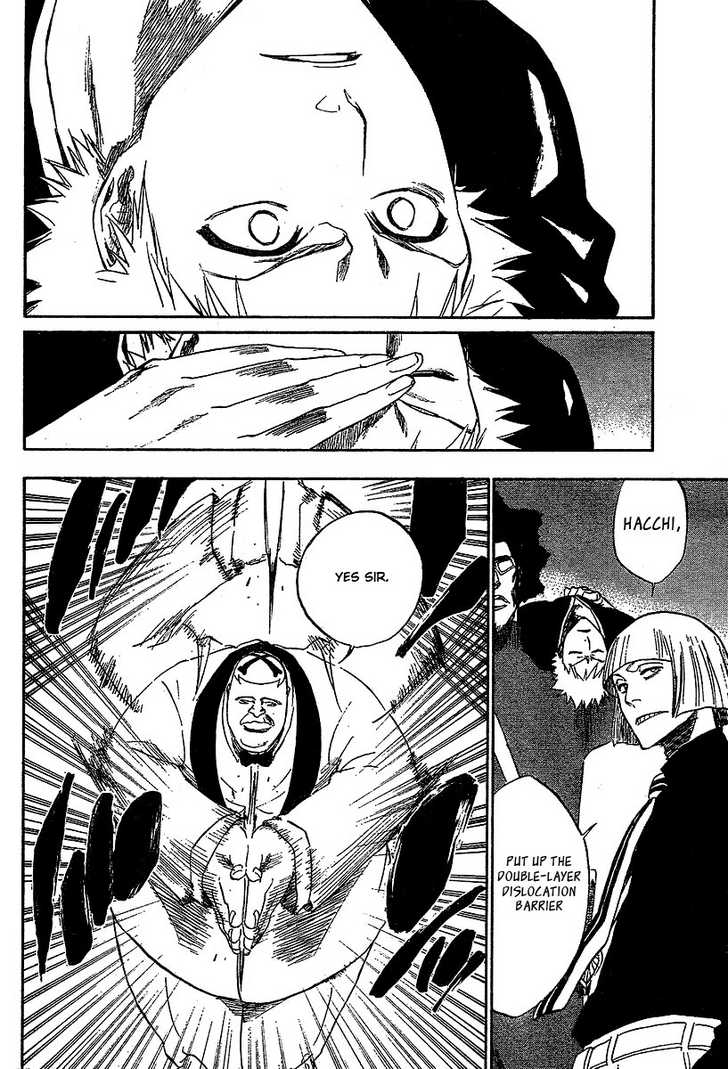 HACCHI,
PUT UP THE
DOUBLE-LAYER
DISLOCATION
BARRIER
YES SIR.